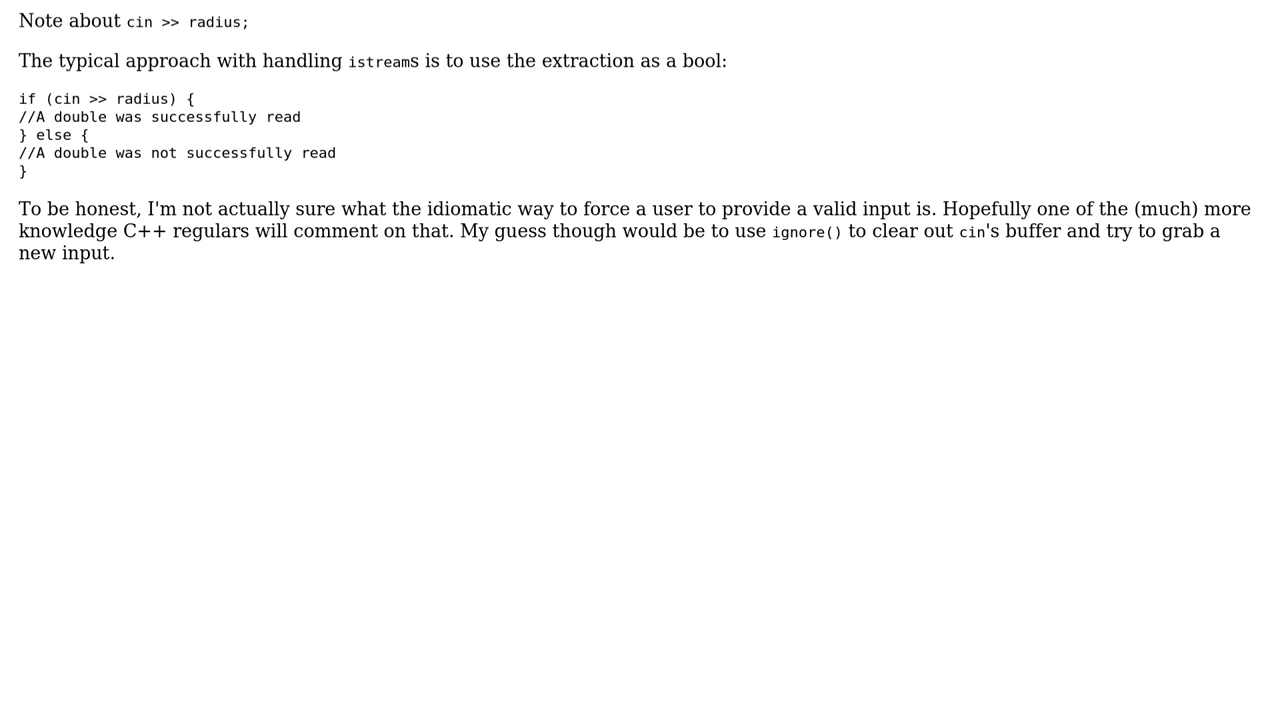 Note about cin >> radius;
The typical approach with handling istreams is to use the extraction as a bool:
if (cin >> radius) {
//A double was successfully read
} else {
//A double was not successfully read
}
To be honest, I'm not actually sure what the idiomatic way to force a user to provide a valid input is. Hopefully one of the (much) more
knowledge C++ regulars will comment on that. My guess though would be to use ignore() to clear out cin's buffer and try to grab a
new input.